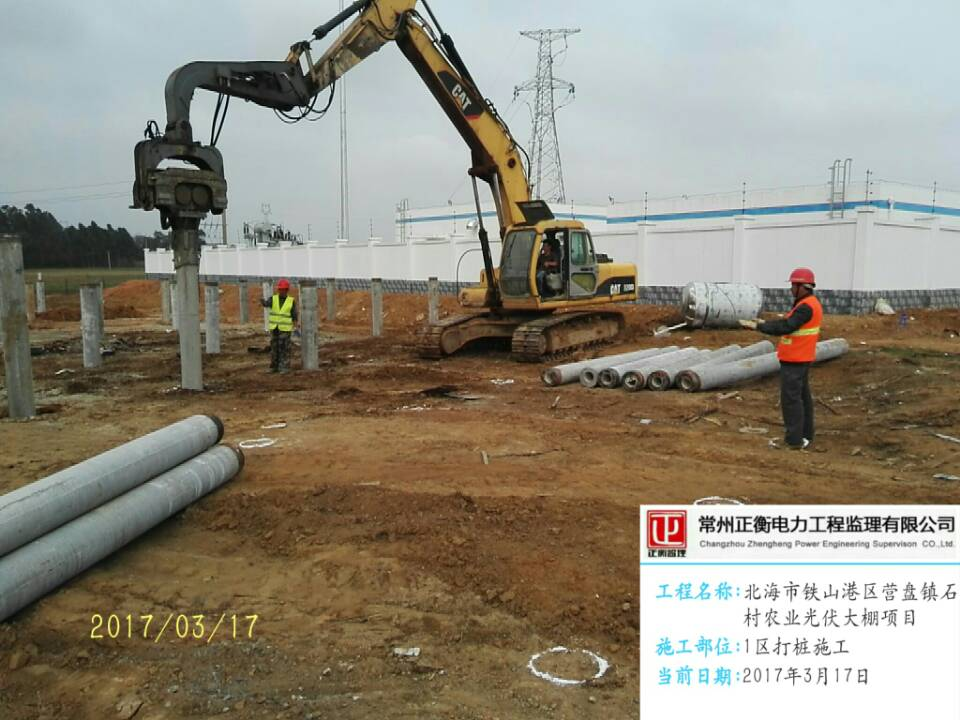 CAT
CAT 320D
常州正衡电力工程监理有限公司
Changzhou Zhengheng Power Engineering Supervison CO.,Ltd.
正衡监理
工程名称:北海市铁山港区营盘镇石
村农业光伏大棚项目
施工部位:1区打桩施工
当前日期:2017年3月17日
2017/03/17